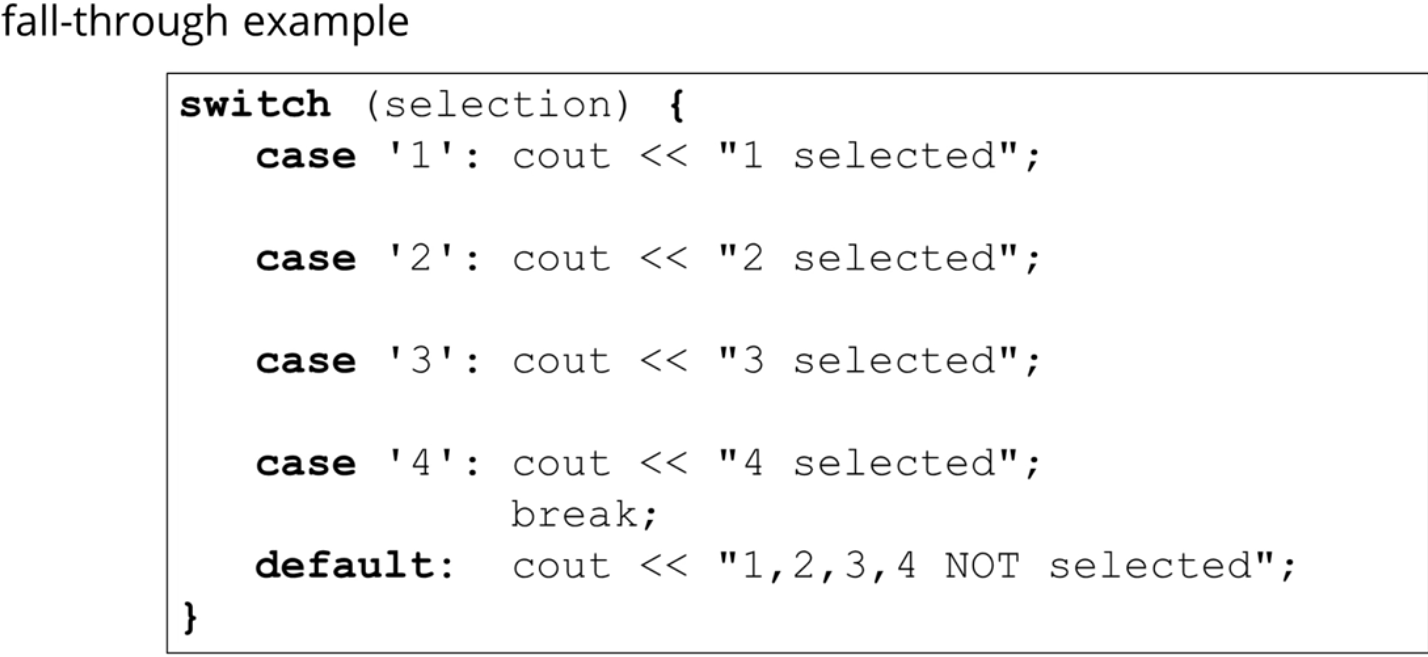 fall-through example
switch (selection) {
case '1': cout << "1 selected";
case '2': cout << "2 selected";
case '3': cout << "3 selected";
case '4': cout << "4 selected";
break;
default: cout << "1,2,3,4 NOT selected";
}